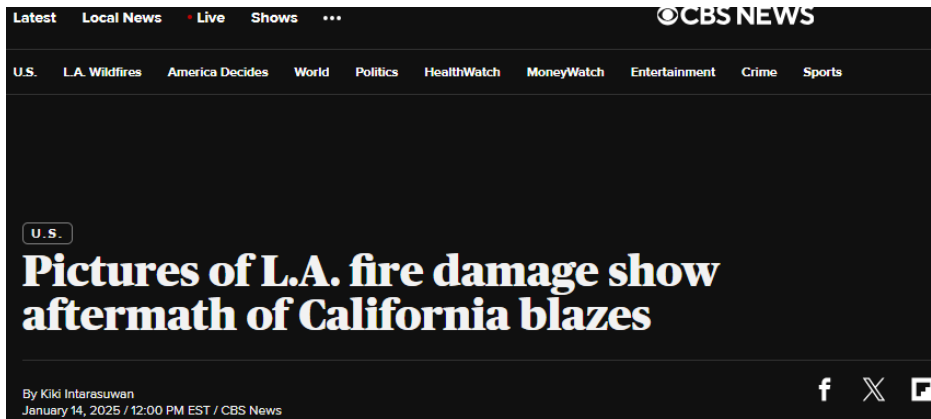 Latest Local News • Live Shows •••
CBS NEWS
U.S. L.A. Wildfires America Decides World Politics HealthWatch MoneyWatch Entertainment Crime Sports
U.S.
Pictures of L.A. fire damage show
aftermath of California blazes
By Kiki Intarasuwan
January 14, 2025 / 12:00 PM EST / CBS News